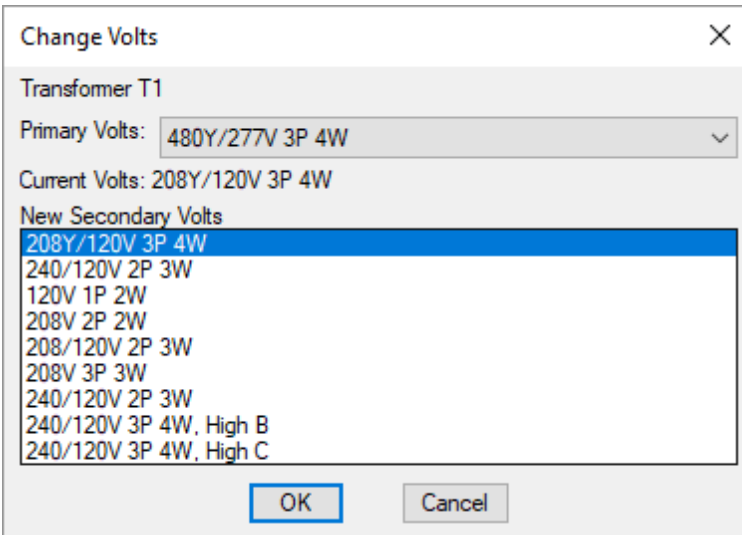 Change Volts
Transformer T1
Primary Volts: 480Y/277V 3P 4W
Current Volts: 208Y/120V 3P 4W
New Secondary Volts
208Y/120V 3P 4W
240/120V 2P 3W
120V 1P 2W
208V 2P 2W
208/120V 2P 3W
208V 3P 3W
240/120V 2P 3W
240/120V 3P 4W, High B
240/120V 3P 4W, High C
OK Cancel